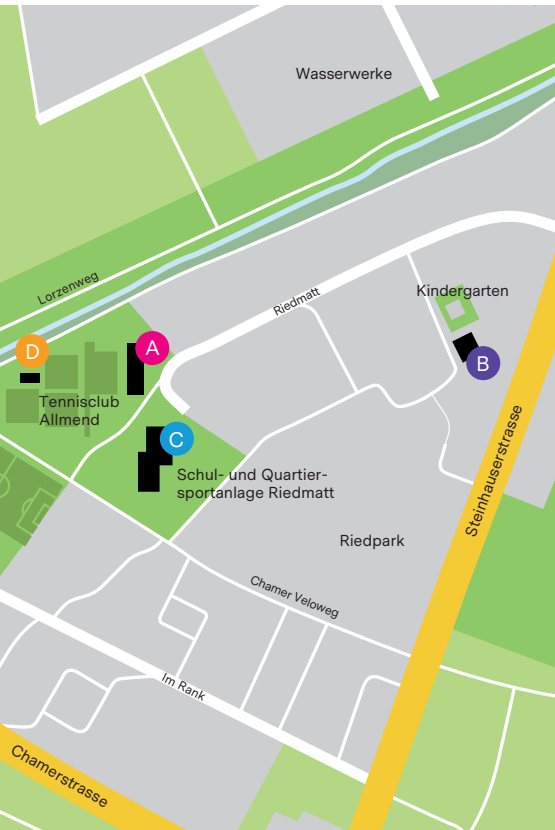 Wasserwerke
Lorzenweg
Kindergarten
Riedmatt
D
A
B
Tennisclub
Allmend
C
Schul- und Quartier-
sportanlage Riedmatt
Steinhauserstrasse
Riedpark
Chamer Veloweg
Im Rank
Chamerstrasse